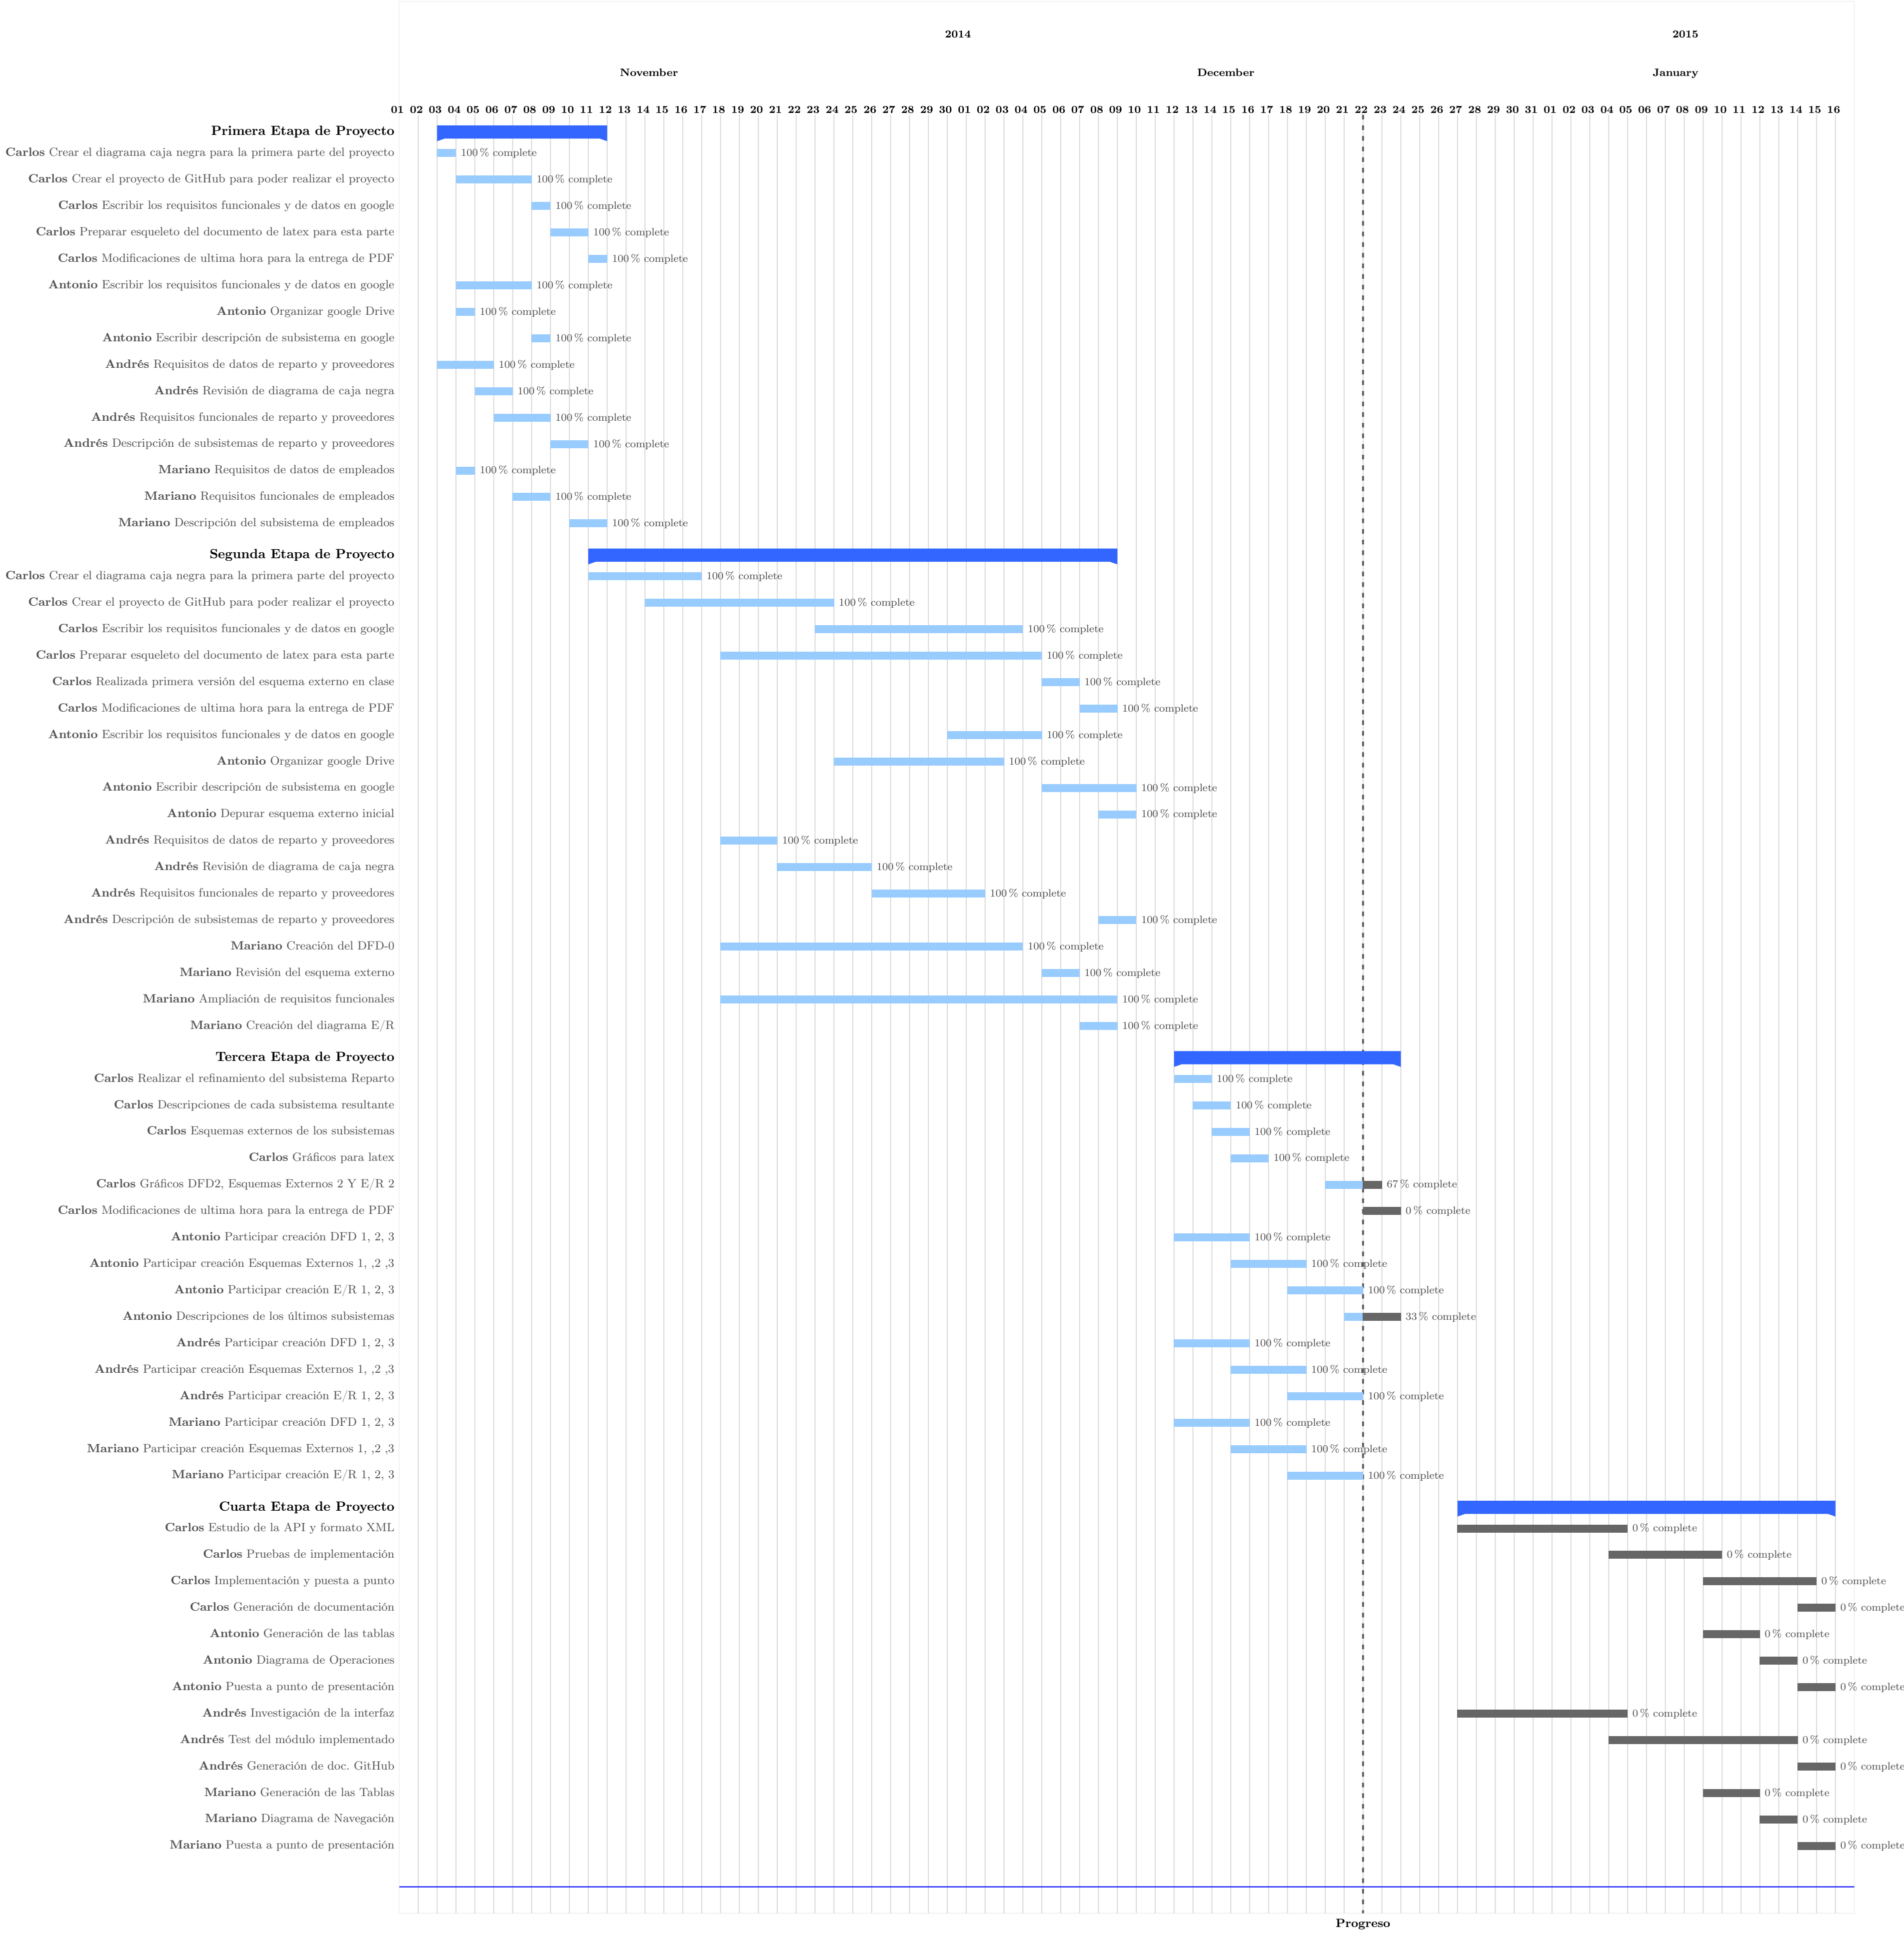 2014 2015
November December January
01 02 03 04 05 06 07 08 09 10 11 12 13 14 15 16 17 18 19 20 21 22 23 24 25 26 27 28 29 30 01 02 03 04 05 06 07 08 09 10 11 12 13 14 15 16 17 18 19 20 21 22 23 24 25 26 27 28 29 30 31 01 02 03 04 05 06 07 08 09 10 11 12 13 14 15 16
Primera Etapa de Proyecto
Carlos Crear el diagrama caja negra para la primera parte del proyecto 100 % complete
Carlos Crear el proyecto de GitHub para poder realizar el proyecto 100 % complete
Carlos Escribir los requisitos funcionales y de datos en google 100 % complete
Carlos Preparar esqueleto del documento de latex para esta parte 100 % complete
Carlos Modificaciones de ultima hora para la entrega de PDF 100 % complete
Antonio Escribir los requisitos funcionales y de datos en google 100 % complete
Antonio Organizar google Drive 100 % complete
Antonio Escribir descripción de subsistema en google 100 % complete
Andrés Requisitos de datos de reparto y proveedores 100 % complete
Andrés Revisión de diagrama de caja negra 100 % complete
Andrés Requisitos funcionales de reparto y proveedores 100 % complete
Andrés Descripción de subsistemas de reparto y proveedores 100 % complete
Mariano Requisitos de datos de empleados 100 % complete
Mariano Requisitos funcionales de empleados 100 % complete
Mariano Descripción del subsistema de empleados 100 % complete
Segunda Etapa de Proyecto
Carlos Crear el diagrama caja negra para la primera parte del proyecto 100 % complete
Carlos Crear el proyecto de GitHub para poder realizar el proyecto 100 % complete
Carlos Escribir los requisitos funcionales y de datos en google 100 % complete
Carlos Preparar esqueleto del documento de latex para esta parte 100 % complete
Carlos Realizada primera versión del esquema externo en clase 100 % complete
Carlos Modificaciones de ultima hora para la entrega de PDF 100 % complete
Antonio Escribir los requisitos funcionales y de datos en google 100 % complete
Antonio Organizar google Drive 100 % complete
Antonio Escribir descripción de subsistema en google 100 % complete
Antonio Depurar esquema externo inicial 100 % complete
Andrés Requisitos de datos de reparto y proveedores 100 % complete
Andrés Revisión de diagrama de caja negra 100 % complete
Andrés Requisitos funcionales de reparto y proveedores 100 % complete
Andrés Descripción de subsistemas de reparto y proveedores 100 % complete
Mariano Creación del DFD-0 100 % complete
Mariano Revisión del esquema externo 100 % complete
Mariano Ampliación de requisitos funcionales 100 % complete
Mariano Creación del diagrama E/R 100 % complete
Tercera Etapa de Proyecto
Carlos Realizar el refinamiento del subsistema Reparto 100 % complete
Carlos Descripciones de cada subsistema resultante 100 % complete
Carlos Esquemas externos de los subsistemas 100 % complete
Carlos Gráficos para latex 100 % complete
Carlos Gráficos DFD2, Esquemas Externos 2 Y E/R 2 67 % complete
Carlos Modificaciones de ultima hora para la entrega de PDF 0 % complete
Antonio Participar creación DFD 1, 2, 3 100 % complete
Antonio Participar creación Esquemas Externos 1, ,2 ,3 100 % complete
Antonio Participar creación E/R 1, 2, 3 100 % complete
Antonio Descripciones de los últimos subsistemas 33 % complete
Andrés Participar creación DFD 1, 2, 3 100 % complete
Andrés Participar creación Esquemas Externos 1, ,2 ,3 100 % complete
Andrés Participar creación E/R 1, 2, 3 100 % complete
Mariano Participar creación DFD 1, 2, 3 100 % complete
Mariano Participar creación Esquemas Externos 1, ,2 ,3 100 % complete
Mariano Participar creación E/R 1, 2, 3 100 % complete
Cuarta Etapa de Proyecto
Carlos Estudio de la API y formato XML 0 % complete
Carlos Pruebas de implementación 0 % complete
Carlos Implementación y puesta a punto 0 % complete
Carlos Generación de documentación 0 % complete
Antonio Generación de las tablas 0 % complete
Antonio Diagrama de Operaciones 0 % complete
Antonio Puesta a punto de presentación 0 % complete
Andrés Investigación de la interfaz 0 % complete
Andrés Test del módulo implementado 0 % complete
Andrés Generación de doc. GitHub 0 % complete
Mariano Generación de las Tablas 0 % complete
Mariano Diagrama de Navegación 0 % complete
Mariano Puesta a punto de presentación 0 % complete
Progreso